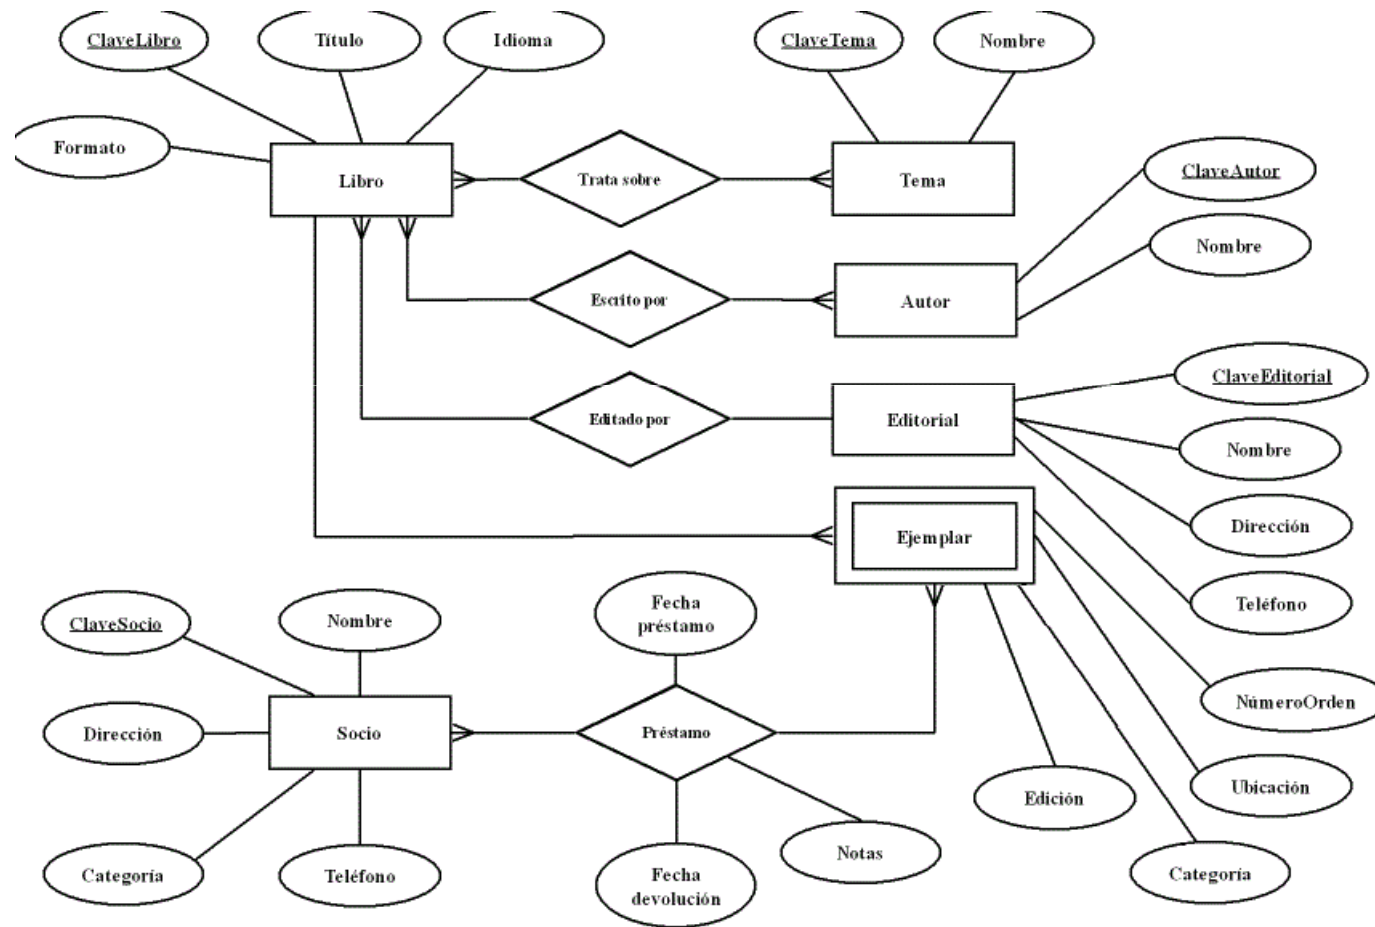 ClaveLibro
Título
Idioma
ClaveTema
Nombre
Formato
Libro
Trata sobre
Tema
ClaveAutor
Nombre
Escrito por
Autor
ClaveEditorial
Editado por
Editorial
Nombre
Dirección
Ejemplar
Teléfono
ClaveSocio
Nombre
Fecha
préstamo
NúmeroOrden
Dirección
Socio
Préstamo
Ubicación
Edición
Categoría
Teléfono
Fecha
devolución
Notas
Categoría